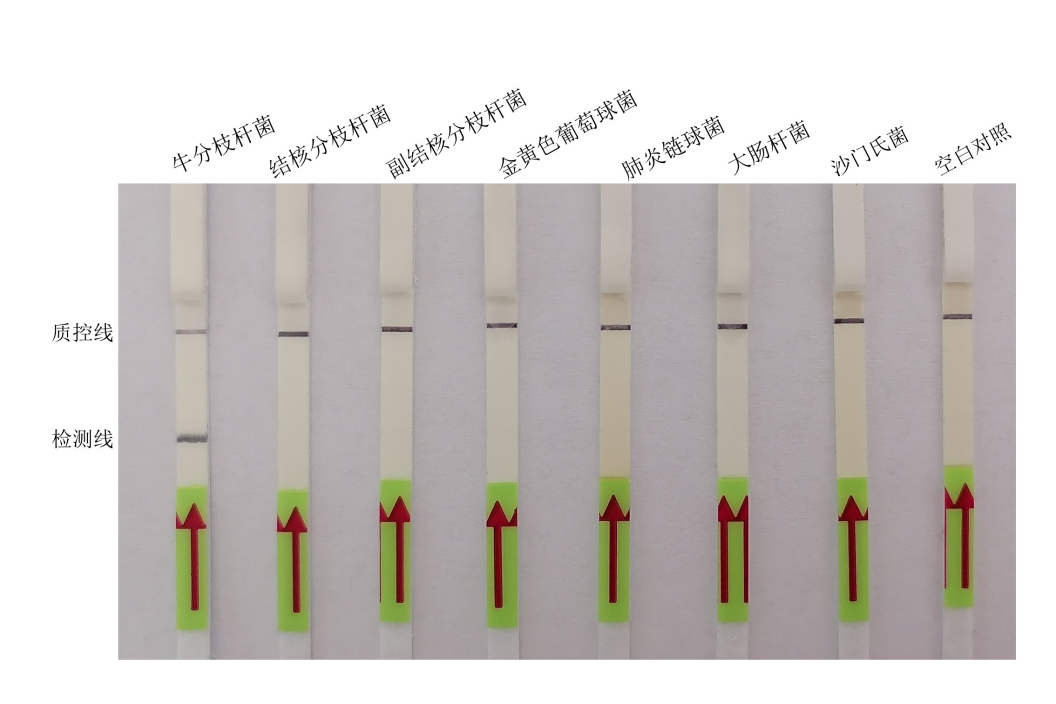 牛分枝杆菌
结核分枝杆菌
副结核分枝杆菌
金黄色葡萄球菌
肺炎链球菌
大肠杆菌
沙门氏菌
空白对照
质控线
检测线